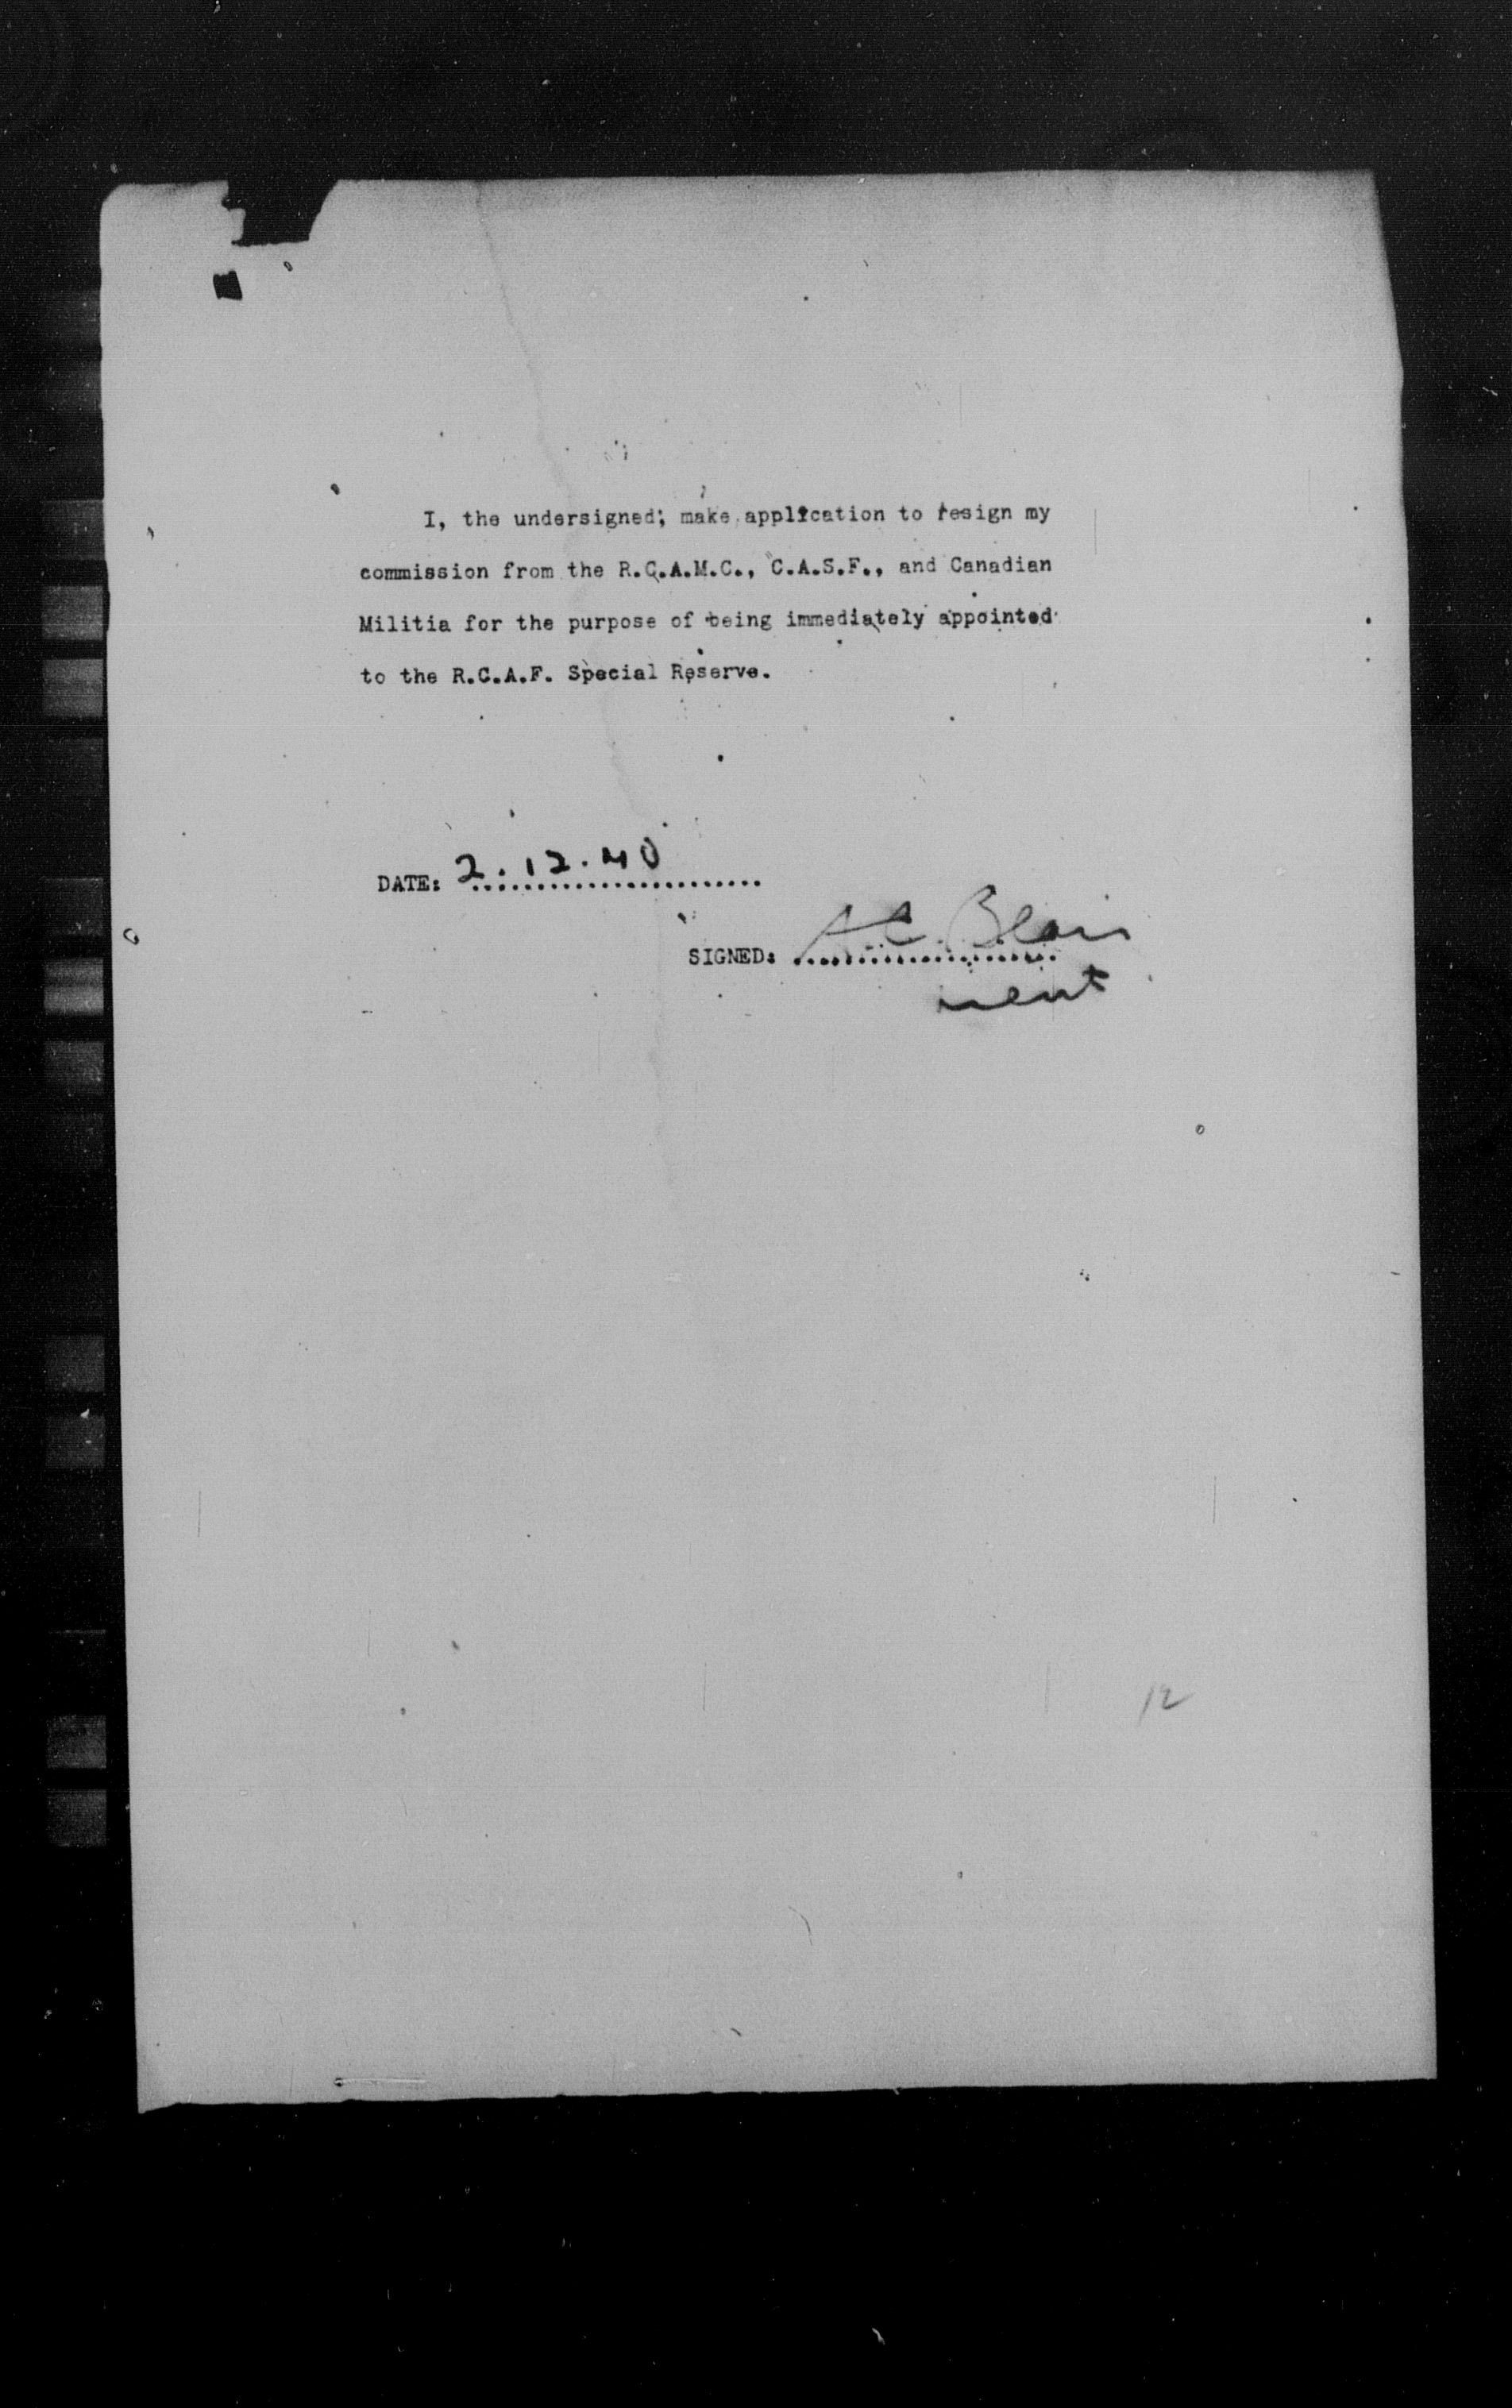 I, the undersigned, make application to resign my
commission from the R.C.A.M.C., C.A.S.F., and Canadian
Militia for the purpose of being immediately appointed
to the R.C.A.F. Special Reserve.
DATE: 2.12.40
SIGNED: A C. Blair
12